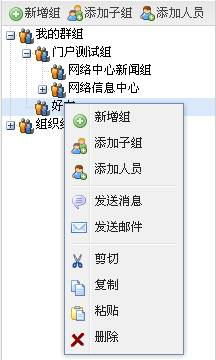 新增组 添加子组 添加人员
我的群组
门户测试组
网络中心新闻组
网络信息中心
好友
组织
新增组
添加子组
添加人员
发送消息
发送邮件
剪切
复制
粘贴
删除